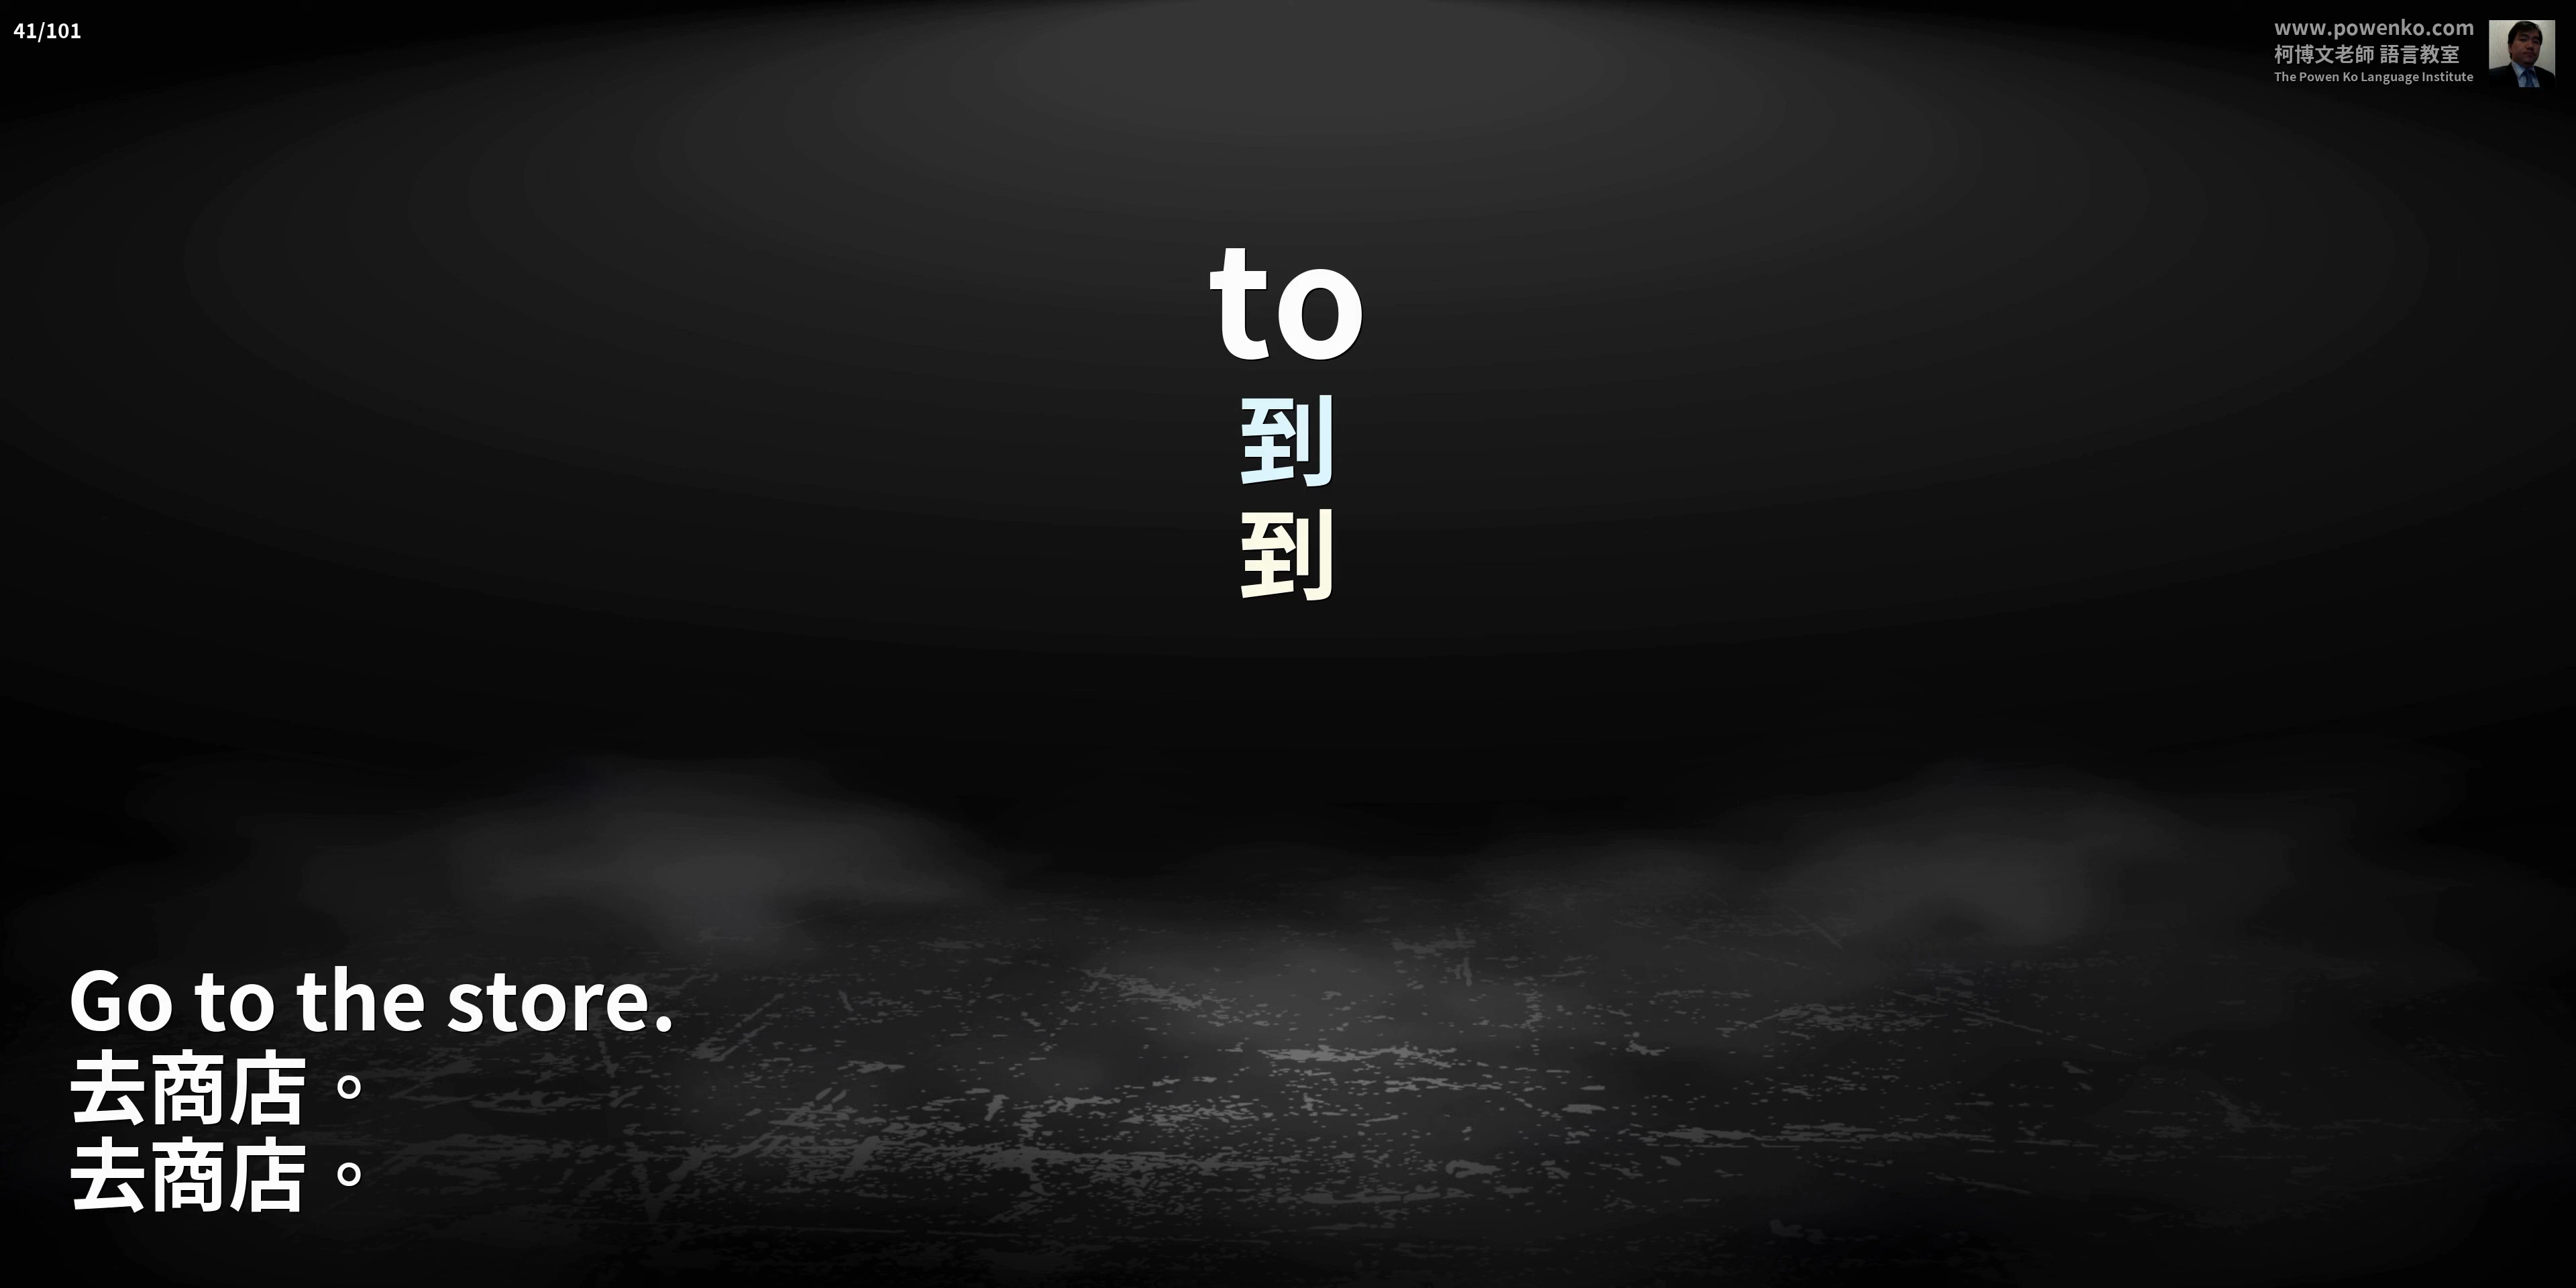 41/101
www.powenko.com
柯博文老師 語言教室
The Powen Ko Language Institute
to
到
到
Go to the store.
去商店。
去商店。